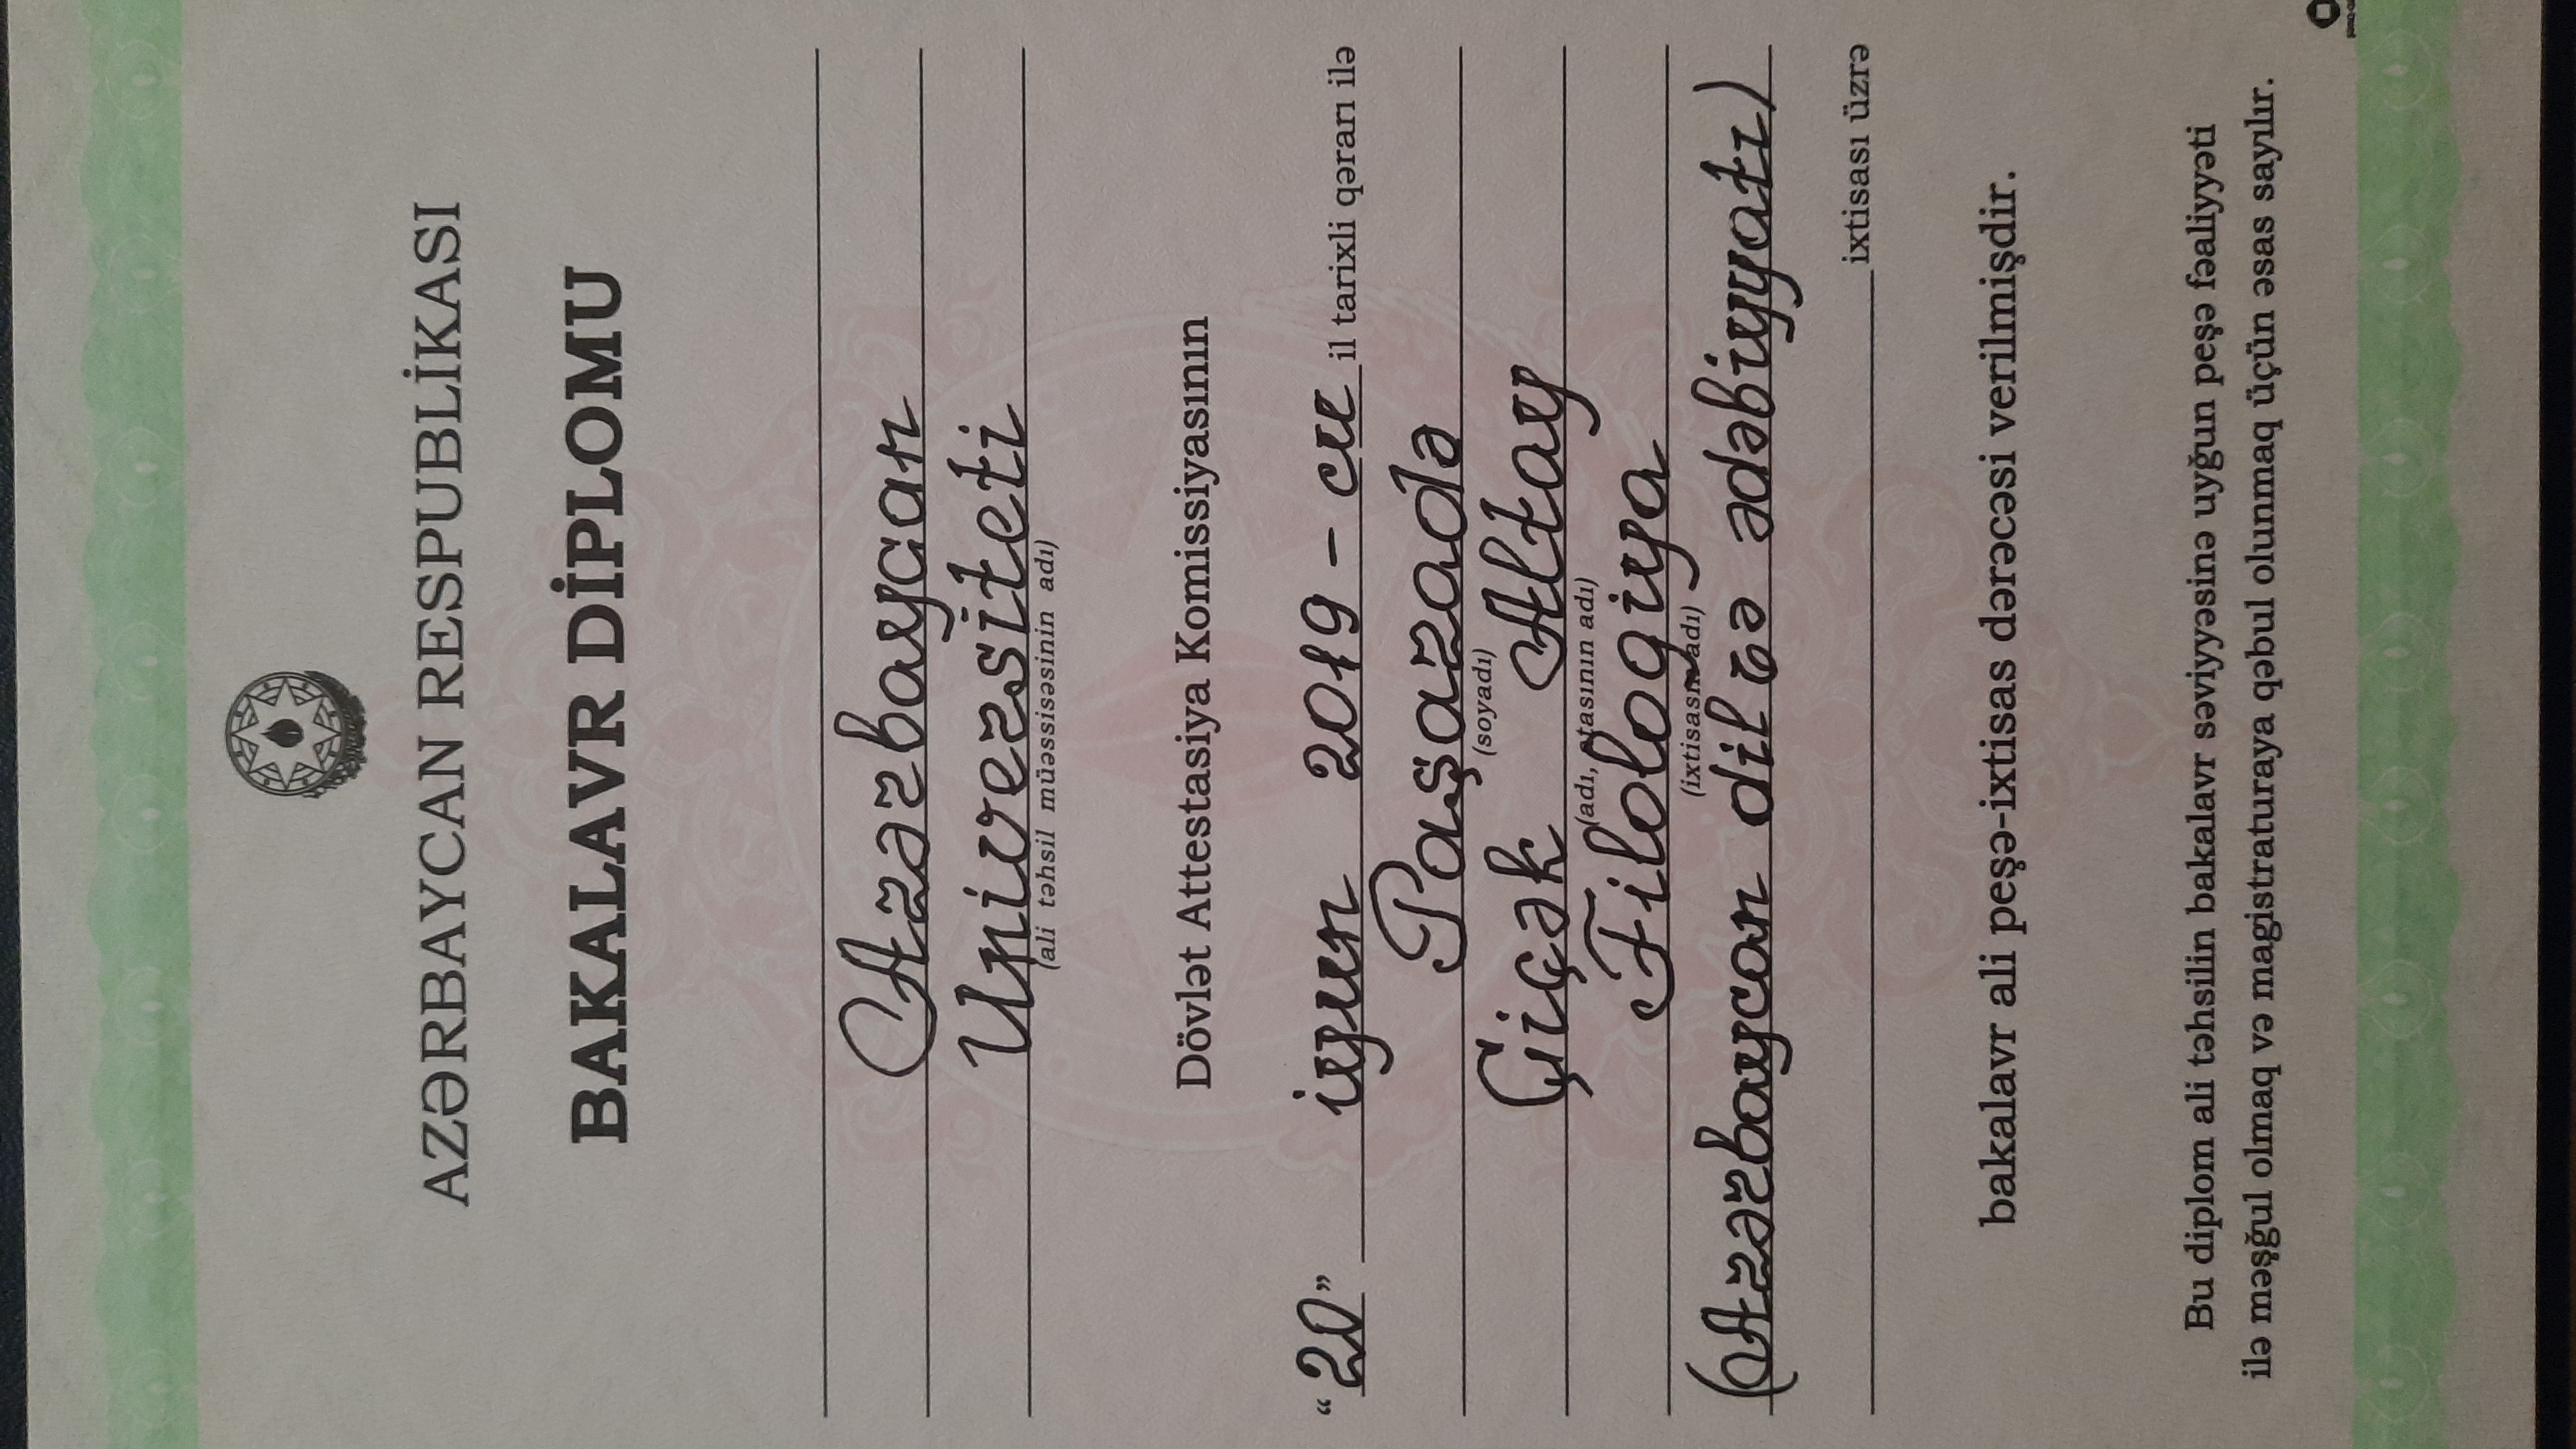 AZƏRBAYCAN RESPUBLİKASI
BAKALAVR DİPLOMU
Azərbaycan
Universiteti
(ali təhsil müəssisəsinin adı)
Dövlət Attestasiya Komissiyasının
“20” iyun 2019 - cu il tarixli qərarı ilə
Paşazadə
(soyadı)
Çiçək Altay
(adı, atasının adı)
Filologiya
(ixtisasın adı)
(Azərbaycan dil və ədəbiyyatı)
ixtisası üzrə
bakalavr ali peşə-ixtisas dərəcəsi verilmişdir.
Bu diplom ali təhsilin bakalavr səviyyəsinə uyğun peşə fəaliyyəti
ilə məşğul olmaq və magistraturaya qəbul olunmaq üçün əsas sayılır.